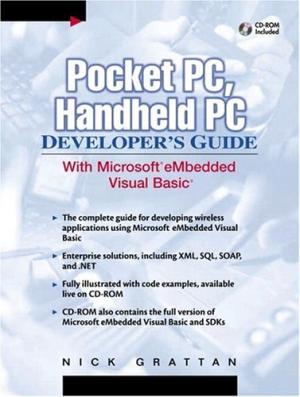 CD-ROM
Included
Pocket PC,
Handheld PC
DEVELOPER'S GUIDE
With Microsoft® eMbedded
Visual Basic®
The complete guide for developing wireless
applications using Microsoft eMbedded Visual
Basic
Enterprise solutions, including XML, SQL, SOAP,
and .NET
Fully illustrated with code examples, available
live on CD-ROM
CD-ROM also contains the full version of
Microsoft eMbedded Visual Basic and SDKs
NICK GRATTAN